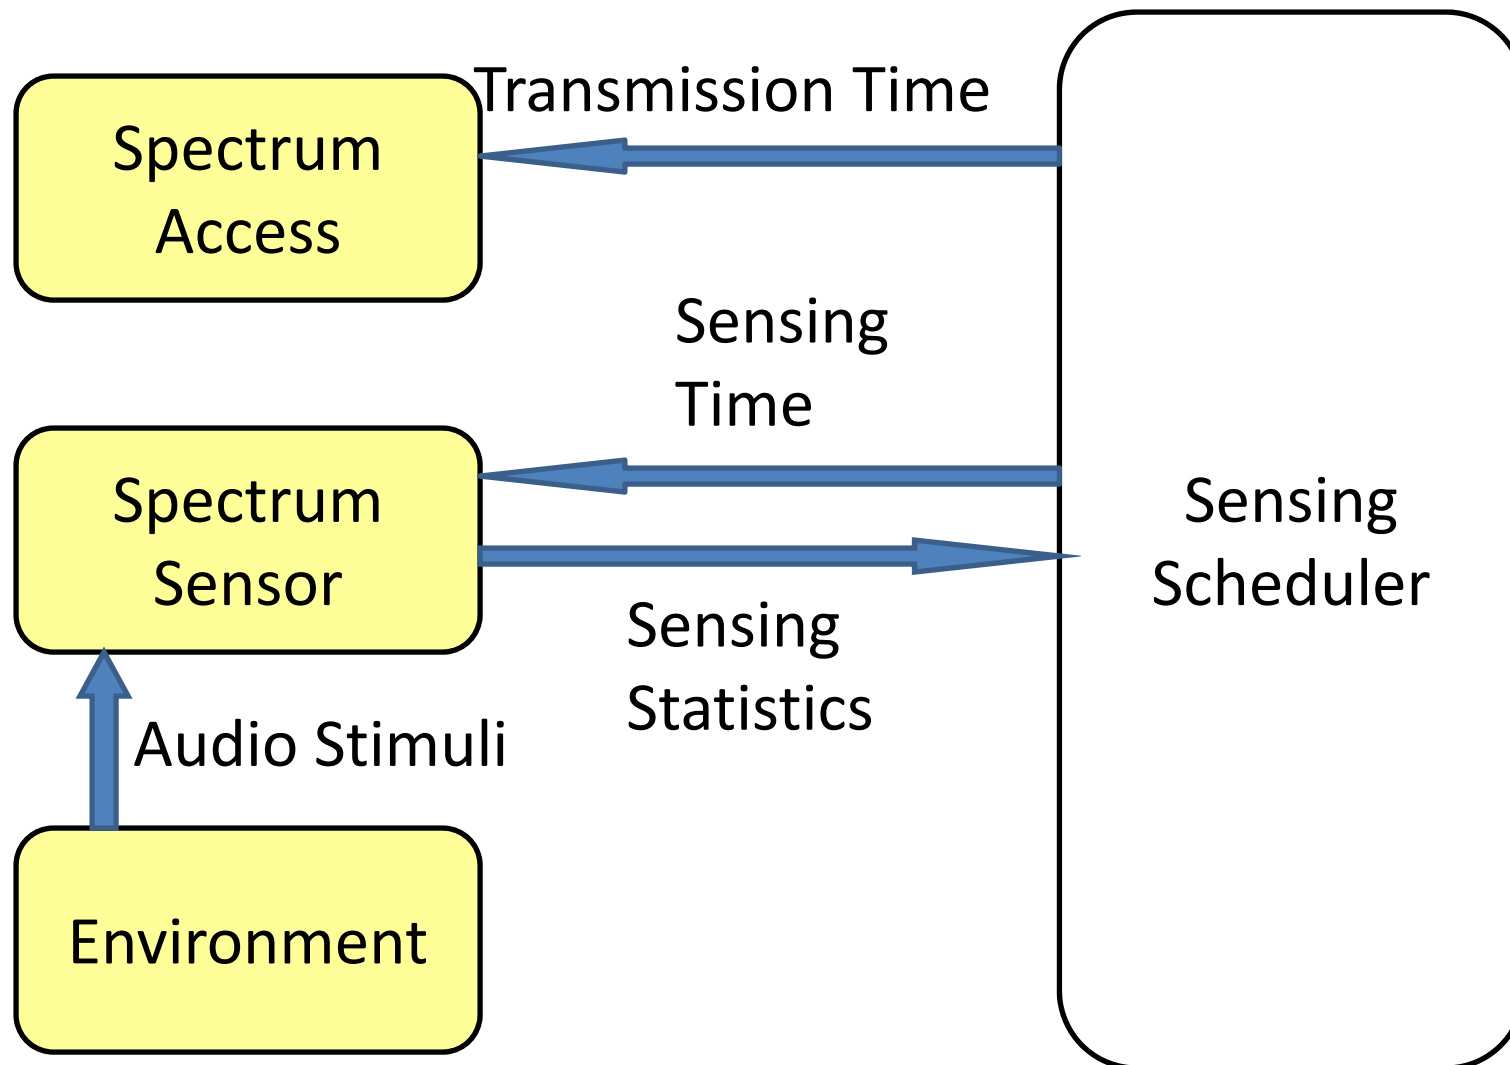 Transmission Time
Spectrum
Access
Sensing
Time
Spectrum
Sensor
Sensing
Scheduler
Sensing
Statistics
Audio Stimuli
Environment